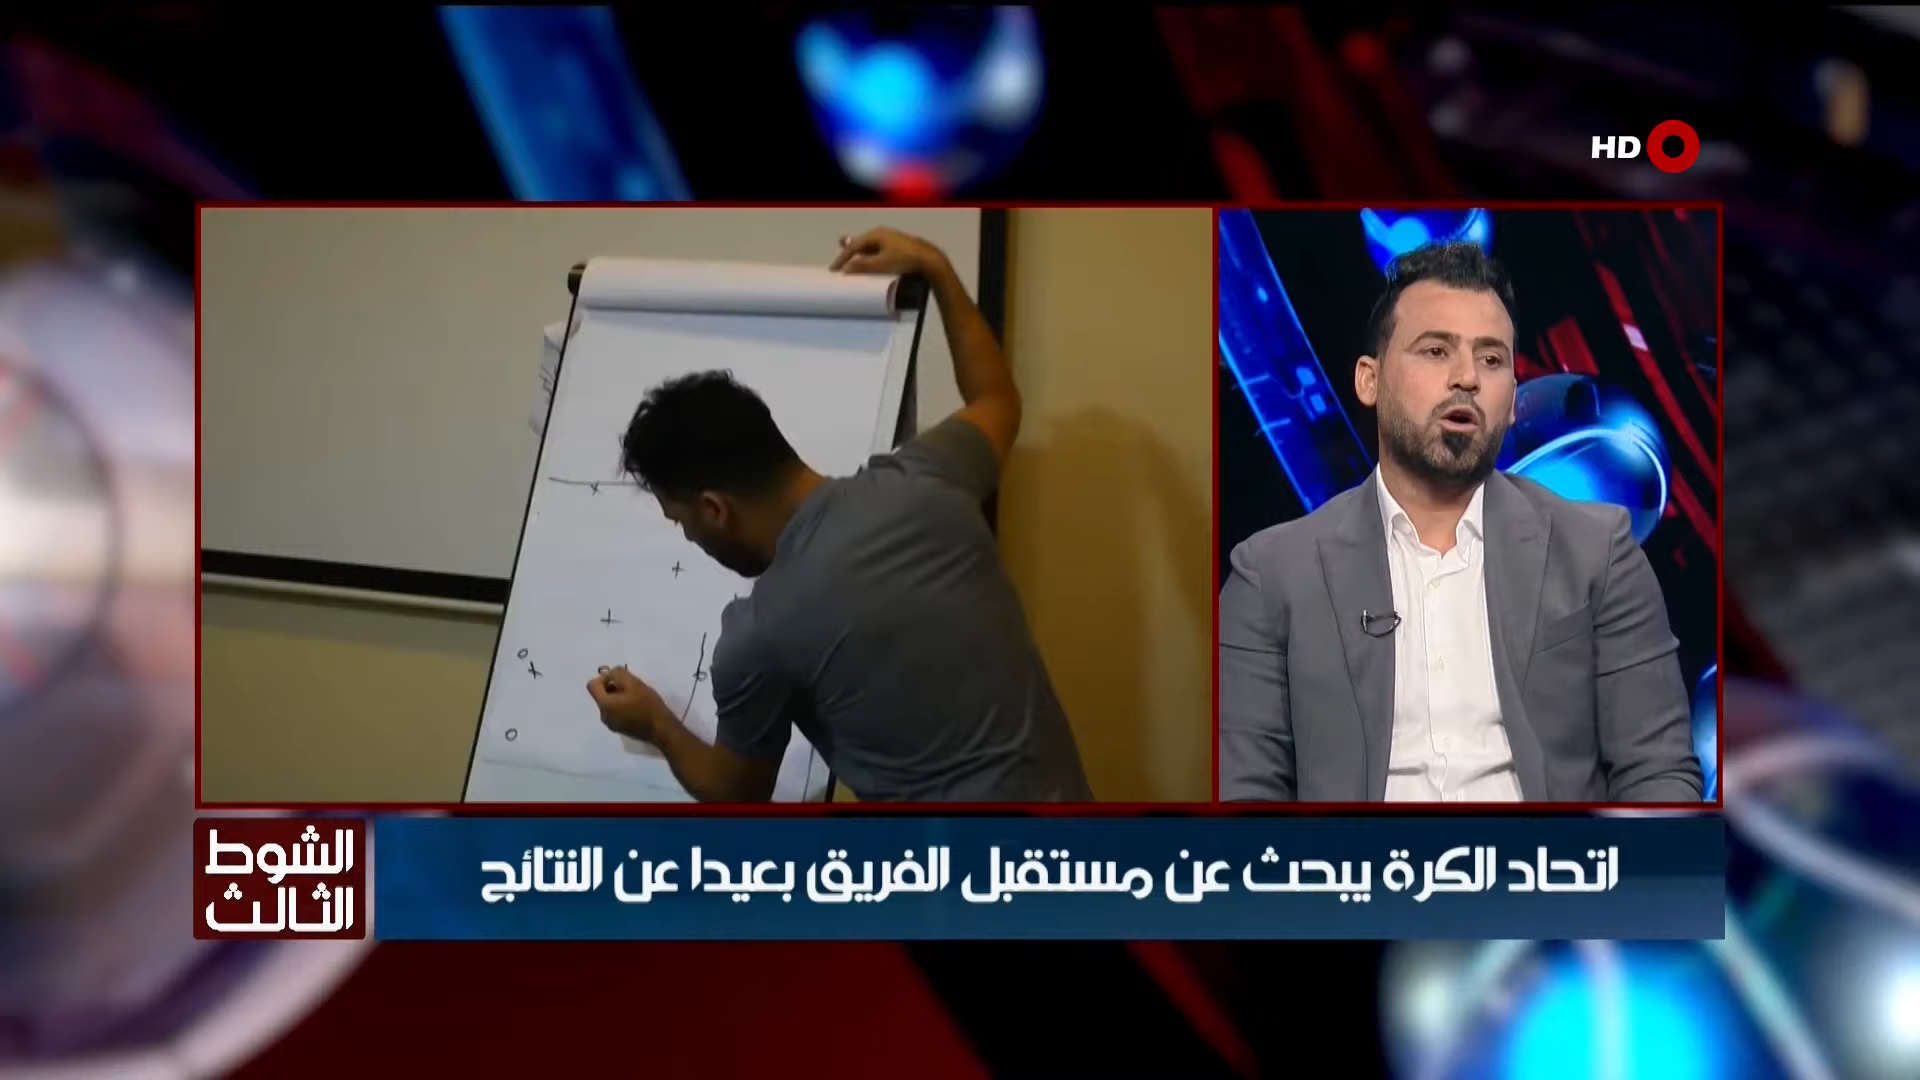 HD
اتحاد الكرة يبحث عن مستقبل الفريق بعيدا عن النتائج
الشوط
الثالث